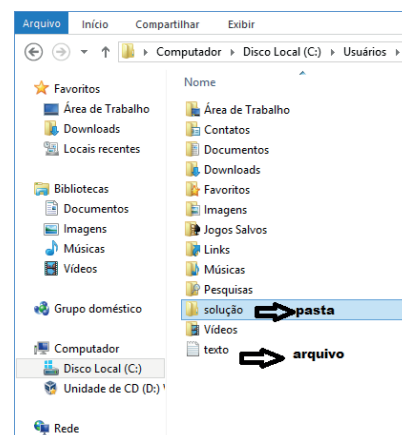 Arquivo Início Compartilhar Exibir
Computador Disco Local (C:) Usuários
Favoritos
Área de Trabalho
Downloads
Locais recentes
Bibliotecas
Documentos
Imagens
Músicas
Vídeos
Grupo doméstico
Computador
Disco Local (C:)
Unidade de CD (D:)
Rede
Nome
Área de Trabalho
Contatos
Documentos
Downloads
Favoritos
Imagens
Jogos Salvos
Links
Músicas
Pesquisas
solução pasta
Vídeos
texto arquivo